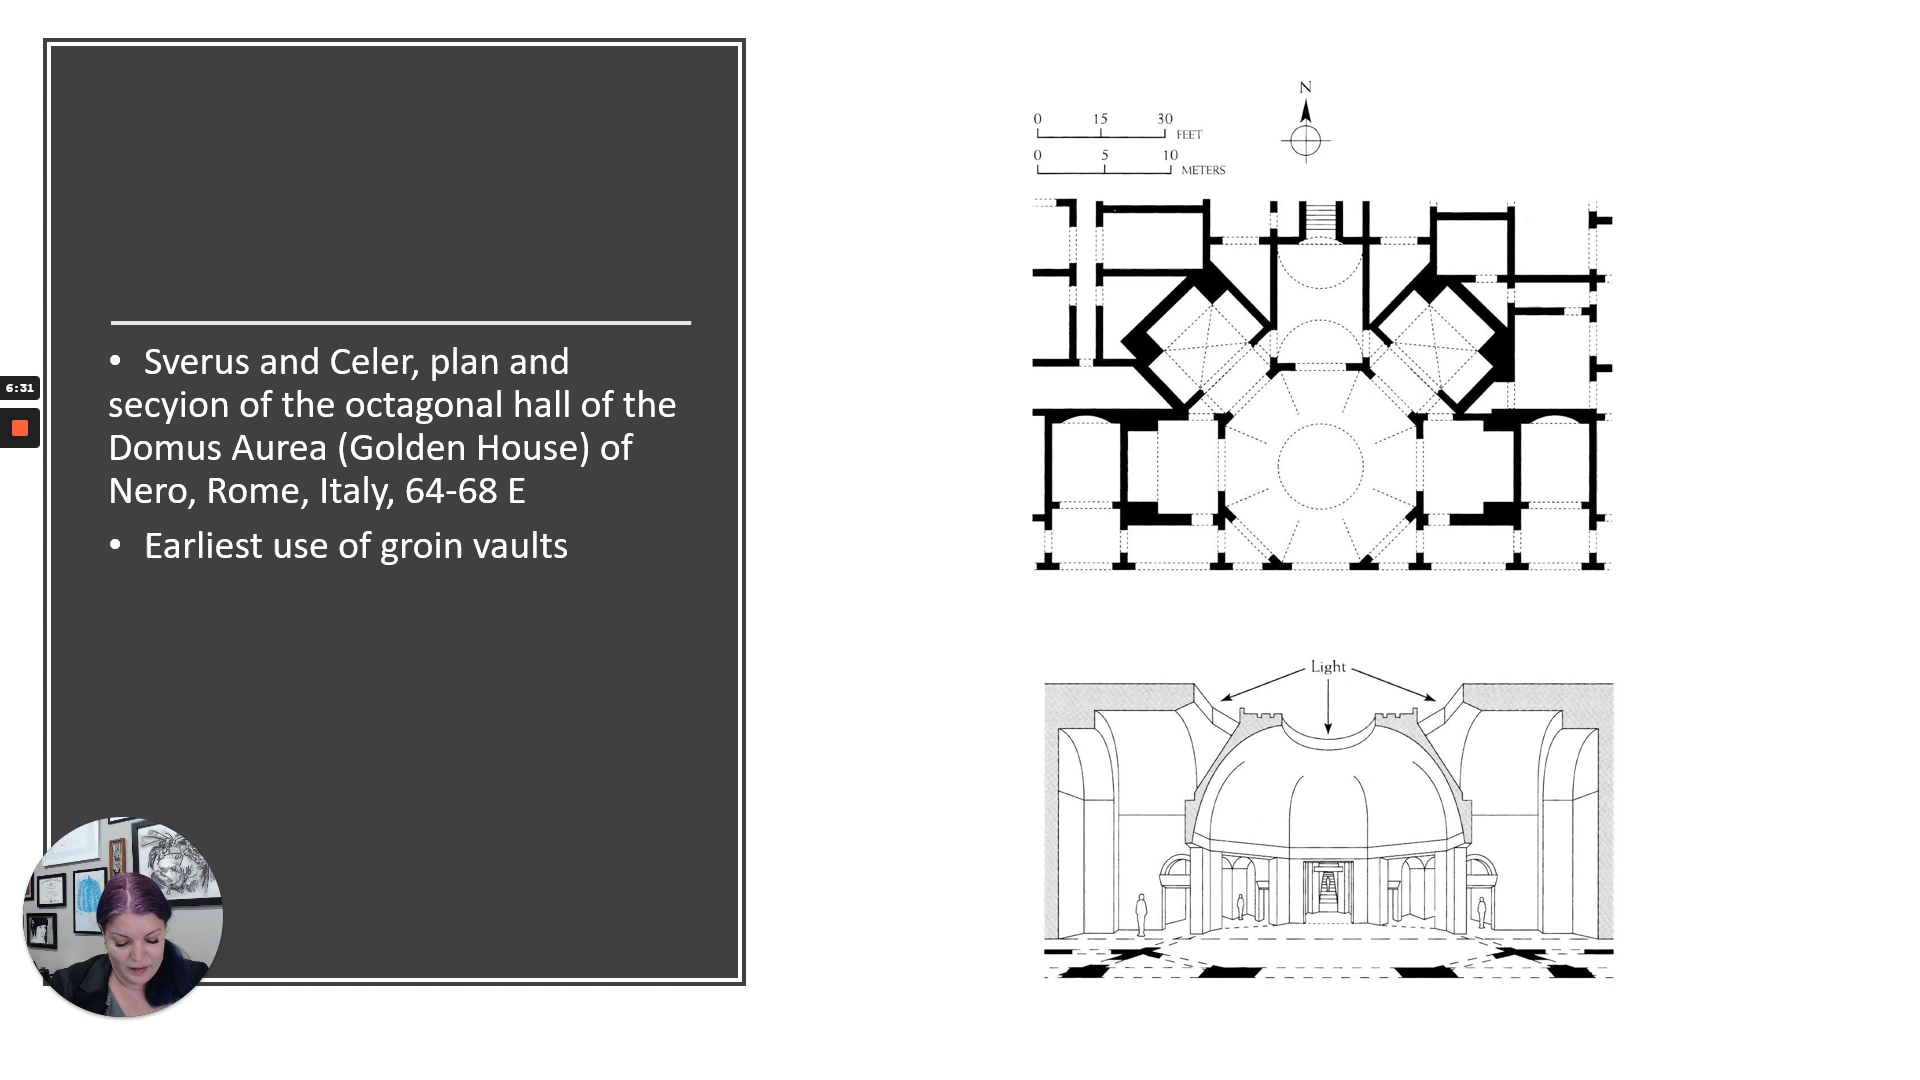 • Sverus and Celer, plan and
secyion of the octagonal hall of the
Domus Aurea (Golden House) of
Nero, Rome, Italy, 64-68 E
• Earliest use of groin vaults
6:31
N
0 15 30
FEET
0 5 10
METERS
Light